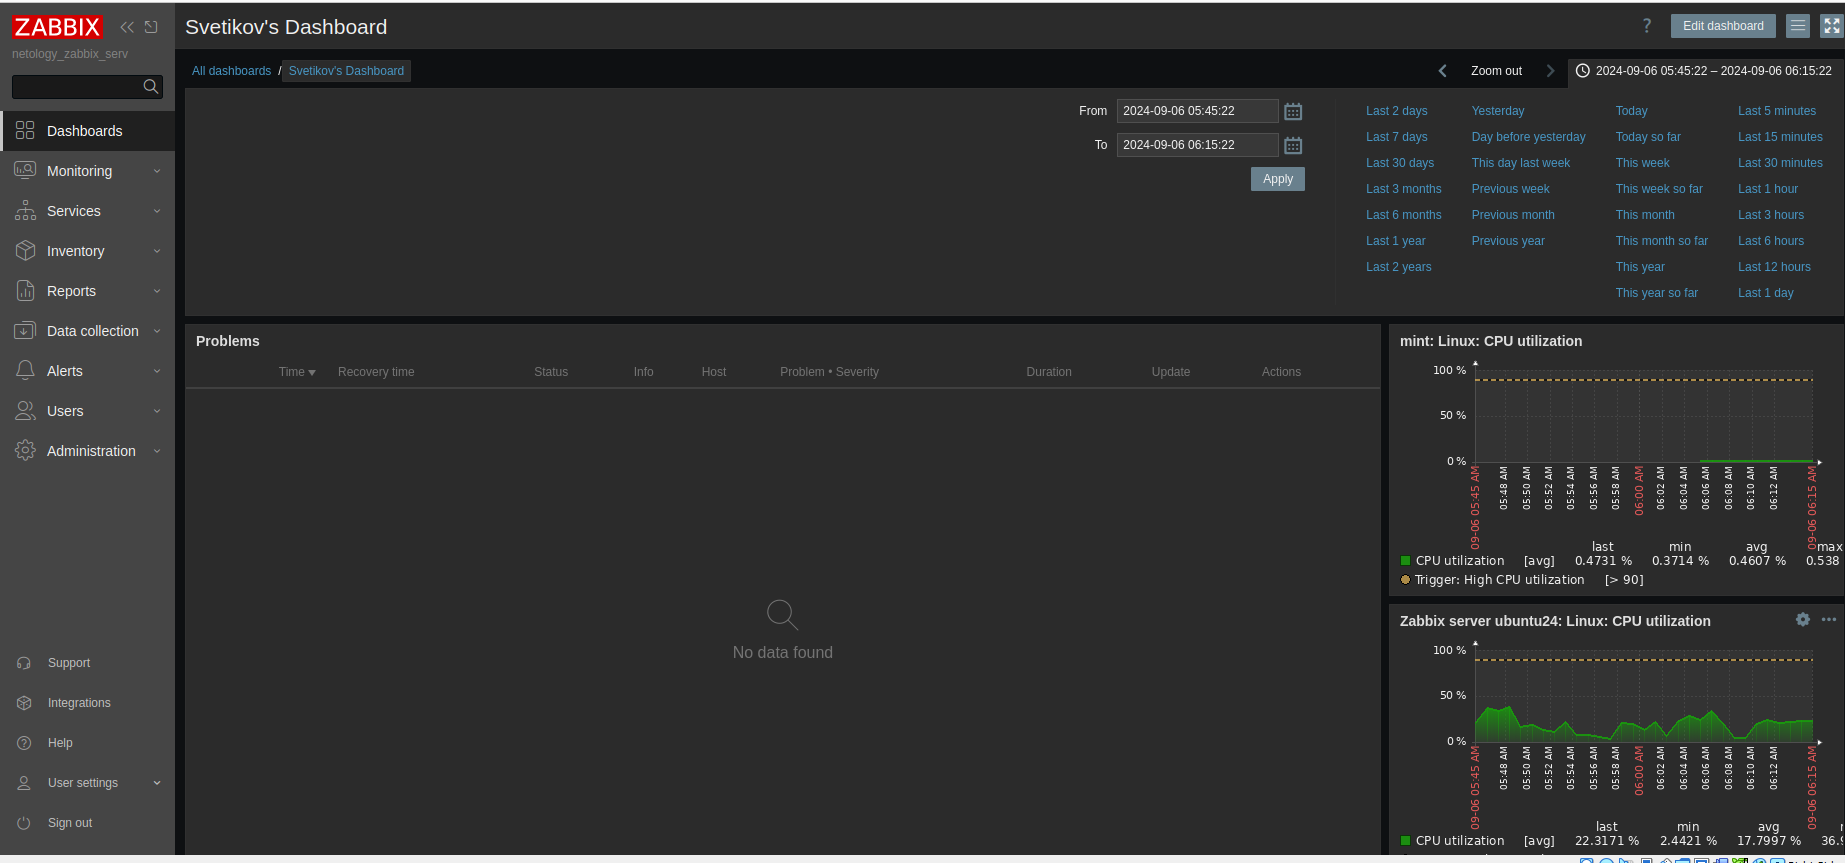 ZABBIX
netology_zabbix_serv
Dashboards
Monitoring
Services
Inventory
Reports
Data collection
Alerts
Users
Administration
Support
Integrations
Help
User settings
Sign out
Svetikov's Dashboard
? Edit dashboard
All dashboards / Svetikov's Dashboard
Zoom out
2024-09-06 05:45:22 – 2024-09-06 06:15:22
From 2024-09-06 05:45:22
To 2024-09-06 06:15:22
Apply
Last 2 days Yesterday Today Last 5 minutes
Last 7 days Day before yesterday Today so far Last 15 minutes
Last 30 days This day last week This week Last 30 minutes
Last 3 months Previous week This week so far Last 1 hour
Last 6 months Previous month This month Last 3 hours
Last 1 year Previous year This month so far Last 6 hours
Last 2 years This year Last 12 hours
This year so far Last 1 day
Problems
Time Recovery time Status Info Host Problem • Severity Duration Update Actions
No data found
mint: Linux: CPU utilization
100 %
50 %
0 %
09-06 05:45 AM 05:48 AM 05:50 AM 05:52 AM 05:54 AM 05:56 AM 05:58 AM 06:00 AM 06:02 AM 06:04 AM 06:06 AM 06:08 AM 06:10 AM 06:12 AM 09-06 06:15 AM
last min avg max
CPU utilization [avg] 0.4731 % 0.3714 % 0.4607 % 0.538
Trigger: High CPU utilization [> 90]
Zabbix server ubuntu24: Linux: CPU utilization
100 %
50 %
0 %
09-06 05:45 AM 05:48 AM 05:50 AM 05:52 AM 05:54 AM 05:56 AM 05:58 AM 06:00 AM 06:02 AM 06:04 AM 06:06 AM 06:08 AM 06:10 AM 06:12 AM 09-06 06:15 AM
last min avg
CPU utilization [avg] 22.3171 % 2.4421 % 17.7997 %